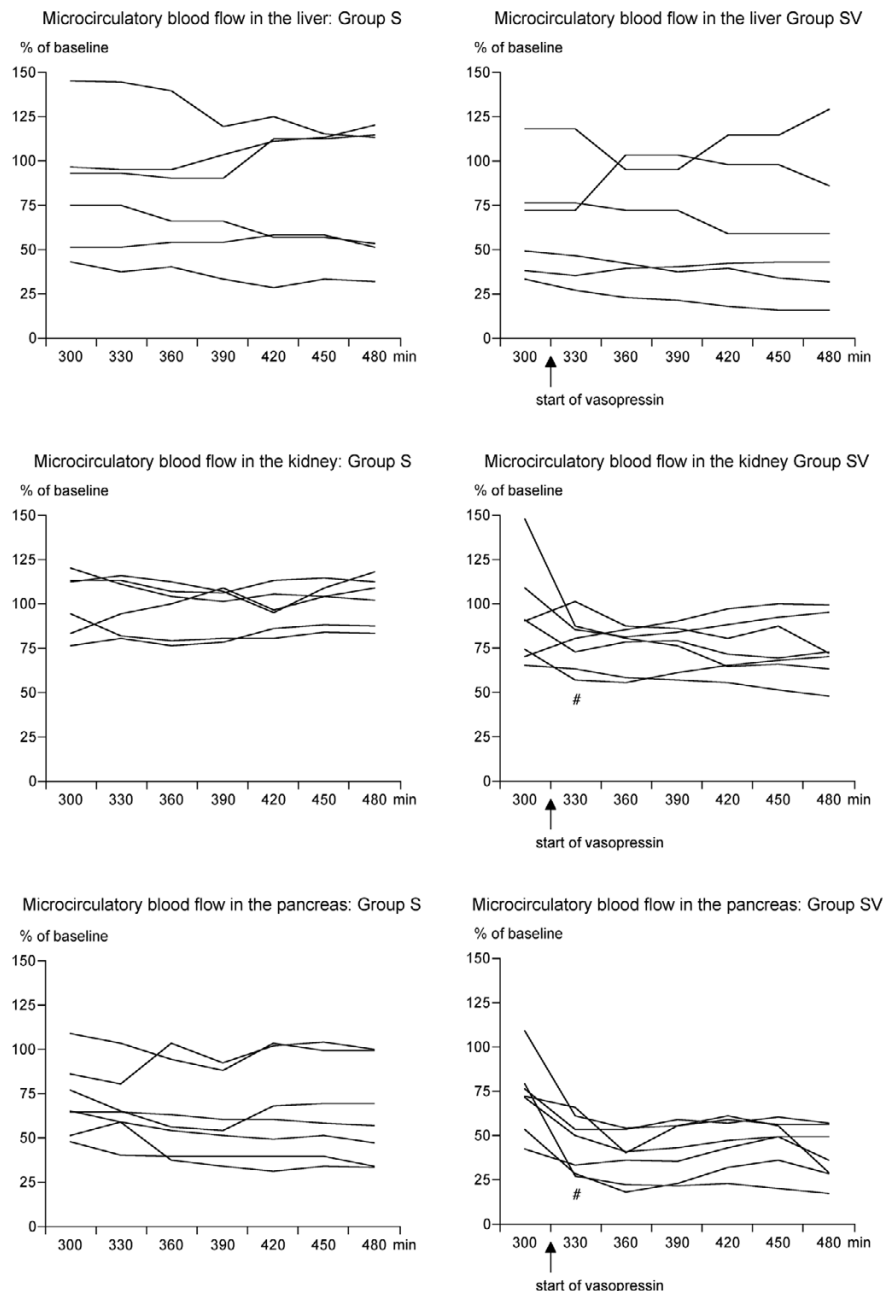 Microcirculatory blood flow in the liver: Group S
% of baseline
150
125
100
75
50
25
0
300 330 360 390 420 450 480 min
Microcirculatory blood flow in the liver Group SV
% of baseline
150
125
100
75
50
25
0
300 330 360 390 420 450 480 min
start of vasopressin
Microcirculatory blood flow in the kidney: Group S
% of baseline
150
125
100
75
50
25
0
300 330 360 390 420 450 480 min
Microcirculatory blood flow in the kidney Group SV
% of baseline
150
125
100
75
50
25
0
#
300 330 360 390 420 450 480 min
start of vasopressin
Microcirculatory blood flow in the pancreas: Group S
% of baseline
150
125
100
75
50
25
0
300 330 360 390 420 450 480 min
Microcirculatory blood flow in the pancreas: Group SV
% of baseline
150
125
100
75
50
25
0
#
300 330 360 390 420 450 480 min
start of vasopressin